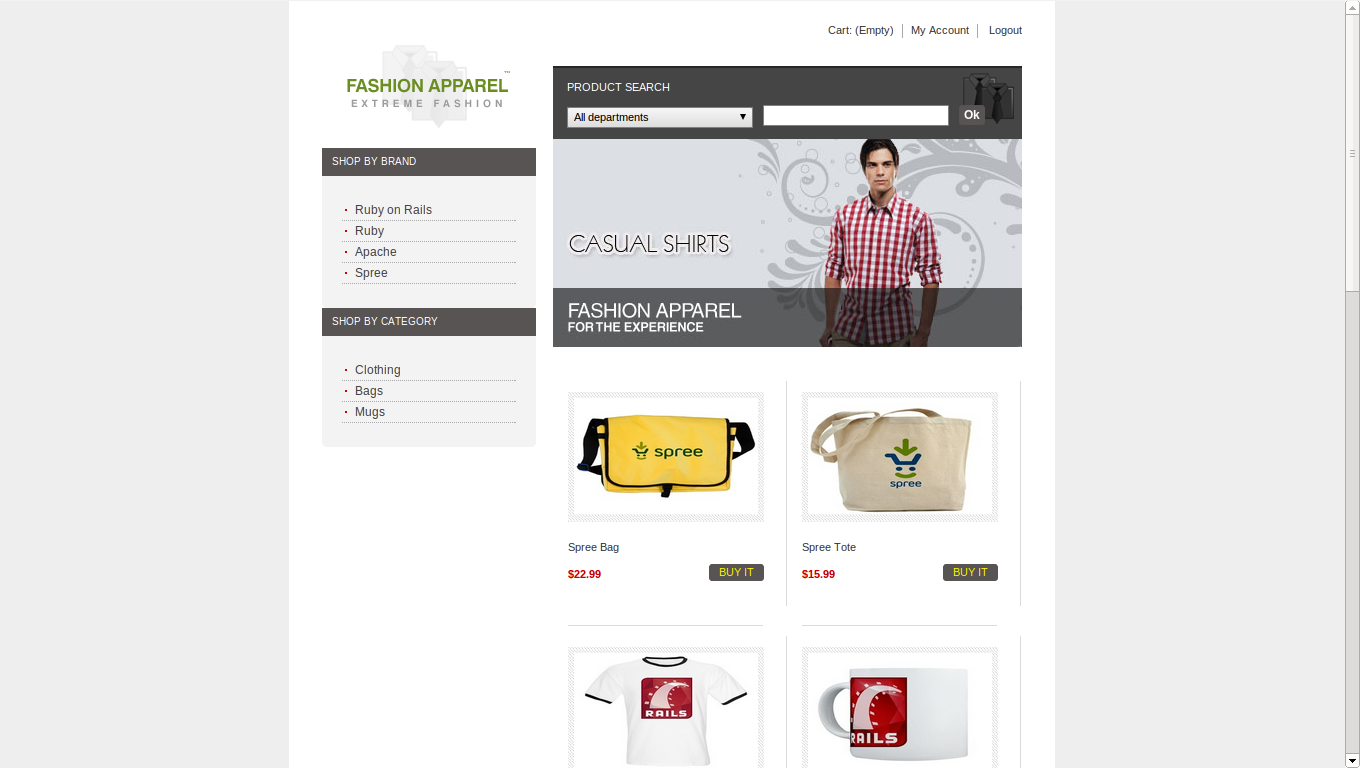 Cart: (Empty)
My Account
Logout
FASHION APPAREL™
EXTREME FASHION
PRODUCT SEARCH
All departments
Ok
SHOP BY BRAND
Ruby on Rails
Ruby
Apache
Spree
SHOP BY CATEGORY
Clothing
Bags
Mugs
CASUAL SHIRTS
FASHION APPAREL
FOR THE EXPERIENCE
spree
spree
Spree Bag
Spree Tote
$22.99
BUY IT
$15.99
BUY IT
RAILS
RAILS